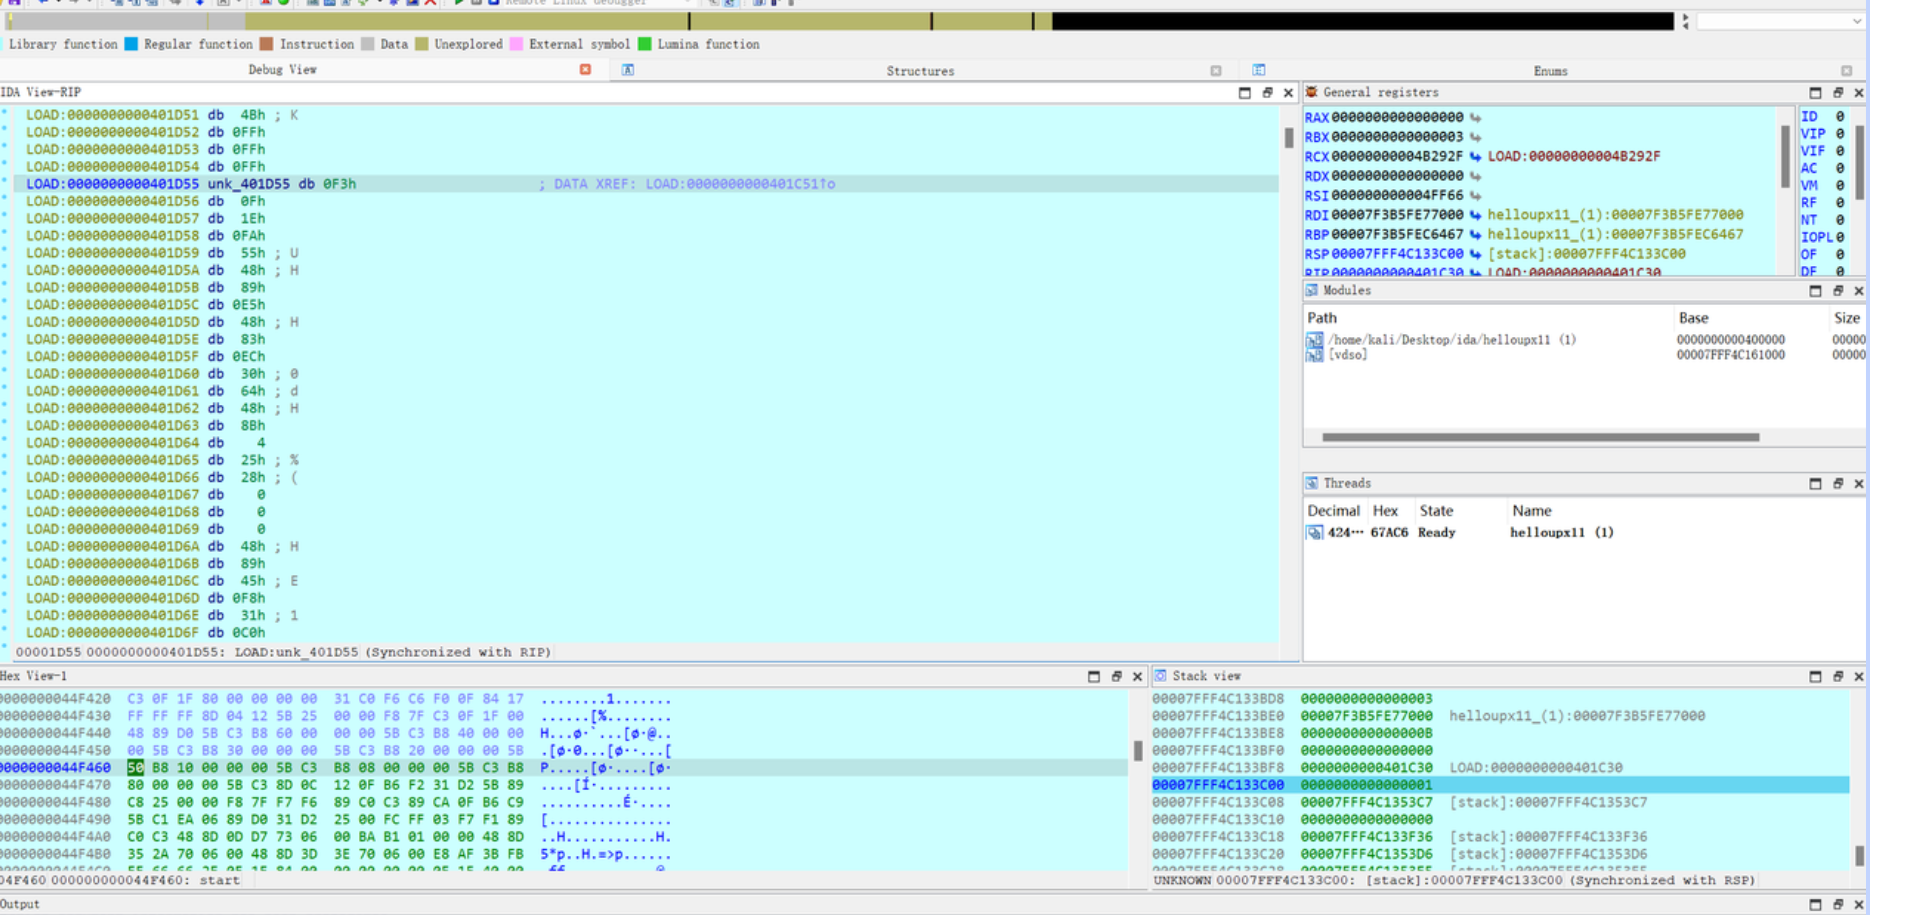 Remote Linux debugger
Library function Regular function Instruction Data Unexplored External symbol Lumina function
Debug View Structures Enums
IDA View-RIP
LOAD:0000000000401D51 db 4Bh ; K
LOAD:0000000000401D52 db 0FFh
LOAD:0000000000401D53 db 0FFh
LOAD:0000000000401D54 db 0FFh
LOAD:0000000000401D55 unk_401D55 db 0F3h ; DATA XREF: LOAD:0000000000401C51↑o
LOAD:0000000000401D56 db 0Fh
LOAD:0000000000401D57 db 1Eh
LOAD:0000000000401D58 db 0FAh
LOAD:0000000000401D59 db 55h ; U
LOAD:0000000000401D5A db 48h ; H
LOAD:0000000000401D5B db 89h
LOAD:0000000000401D5C db 0E5h
LOAD:0000000000401D5D db 48h ; H
LOAD:0000000000401D5E db 83h
LOAD:0000000000401D5F db 0ECh
LOAD:0000000000401D60 db 30h ; 0
LOAD:0000000000401D61 db 64h ; d
LOAD:0000000000401D62 db 48h ; H
LOAD:0000000000401D63 db 8Bh
LOAD:0000000000401D64 db 4
LOAD:0000000000401D65 db 25h ; %
LOAD:0000000000401D66 db 28h ; (
LOAD:0000000000401D67 db 0
LOAD:0000000000401D68 db 0
LOAD:0000000000401D69 db 0
LOAD:0000000000401D6A db 48h ; H
LOAD:0000000000401D6B db 89h
LOAD:0000000000401D6C db 45h ; E
LOAD:0000000000401D6D db 0F8h
LOAD:0000000000401D6E db 31h ; 1
LOAD:0000000000401D6F db 0C0h
00001D55 0000000000401D55: LOAD:unk_401D55 (Synchronized with RIP)
General registers
RAX 0000000000000000
RBX 0000000000000003
RCX 00000000004B292F LOAD:00000000004B292F
RDX 0000000000000000
RSI 000000000004FF66
RDI 00007F3B5FE77000 helloupx11_(1):00007F3B5FE77000
RBP 00007F3B5FEC6467 helloupx11_(1):00007F3B5FEC6467
RSP 00007FFF4C133C00 [stack]:00007FFF4C133C00
RIP 0000000000401C30 LOAD:0000000000401C30
ID 0
VIP 0
VIF 0
AC 0
VM 0
RF 0
NT 0
IOPL 0
OF 0
DF 0
Modules
Path Base Size
/home/kali/Desktop/ida/helloupx11 (1) 0000000000400000 00000
[vdso] 00007FFF4C161000 00000
Threads
Decimal Hex State Name
424… 67AC6 Ready helloupx11 (1)
Hex View-1
0000000044F420 C3 0F 1F 80 00 00 00 00 31 C0 F6 C6 F0 0F 84 17 ........1.......
0000000044F430 FF FF FF 8D 04 12 5B 25 00 00 F8 7F C3 0F 1F 00 ......[%........
0000000044F440 48 89 D0 5B C3 B8 60 00 00 00 5B C3 B8 40 00 00
0000000044F450 00 5B C3 B8 30 00 00 00 5B C3 B8 20 00 00 00 5B
0000000044F460 50 B8 10 00 00 00 5B C3 B8 08 00 00 00 5B C3 B8
0000000044F470 80 00 00 00 5B C3 8D 0C 12 0F B6 F2 31 D2 5B 89
0000000044F480 C8 25 00 00 F8 7F F7 F6 89 C0 C3 89 CA 0F B6 C9
0000000044F490 5B C1 EA 06 89 D0 31 D2 25 00 FC FF 03 F7 F1 89 [...............
0000000044F4A0 C0 C3 48 8D 0D D7 73 06 00 BA B1 01 00 00 48 8D ..H...........H.
0000000044F4B0 35 2A 70 06 00 48 8D 3D 3E 70 06 00 E8 AF 3B FB 5*p..H.=>p......
04F460 000000000044F460: start
Stack view
00007FFF4C133BD8 0000000000000003
00007FFF4C133BE0 00007F3B5FE77000 helloupx11_(1):00007F3B5FE77000
00007FFF4C133BE8 000000000000000B
00007FFF4C133BF0 0000000000000000
00007FFF4C133BF8 0000000000401C30 LOAD:0000000000401C30
00007FFF4C133C00 0000000000000001
00007FFF4C133C08 00007FFF4C1353C7 [stack]:00007FFF4C1353C7
00007FFF4C133C10 0000000000000000
00007FFF4C133C18 00007FFF4C133F36 [stack]:00007FFF4C133F36
00007FFF4C133C20 00007FFF4C1353D6 [stack]:00007FFF4C1353D6
UNKNOWN 00007FFF4C133C00: [stack]:00007FFF4C133C00 (Synchronized with RSP)
Output